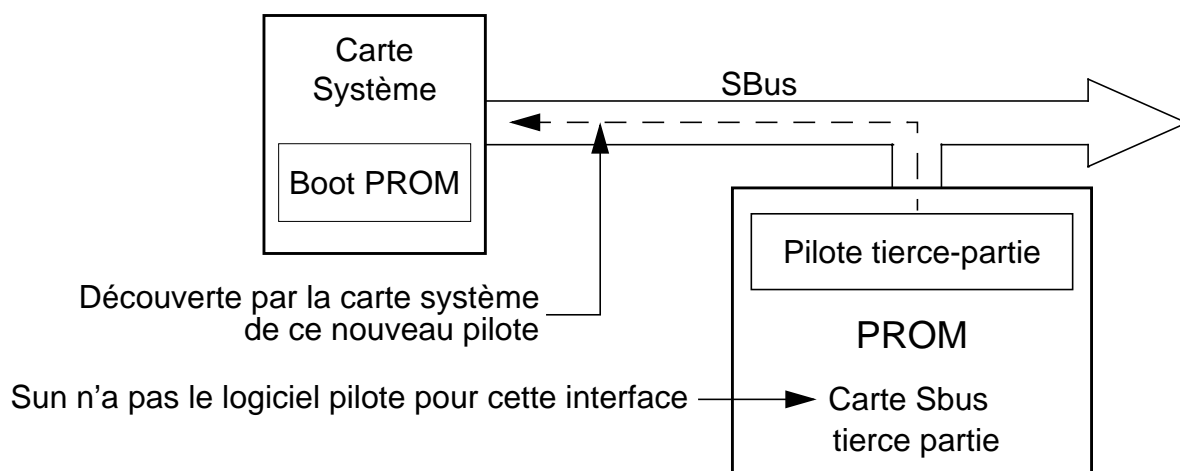 Carte
Système
SBus
Boot PROM
Pilote tierce-partie
Découverte par la carte système
de ce nouveau pilote
PROM
Sun n'a pas le logiciel pilote pour cette interface
Carte Sbus
tierce partie